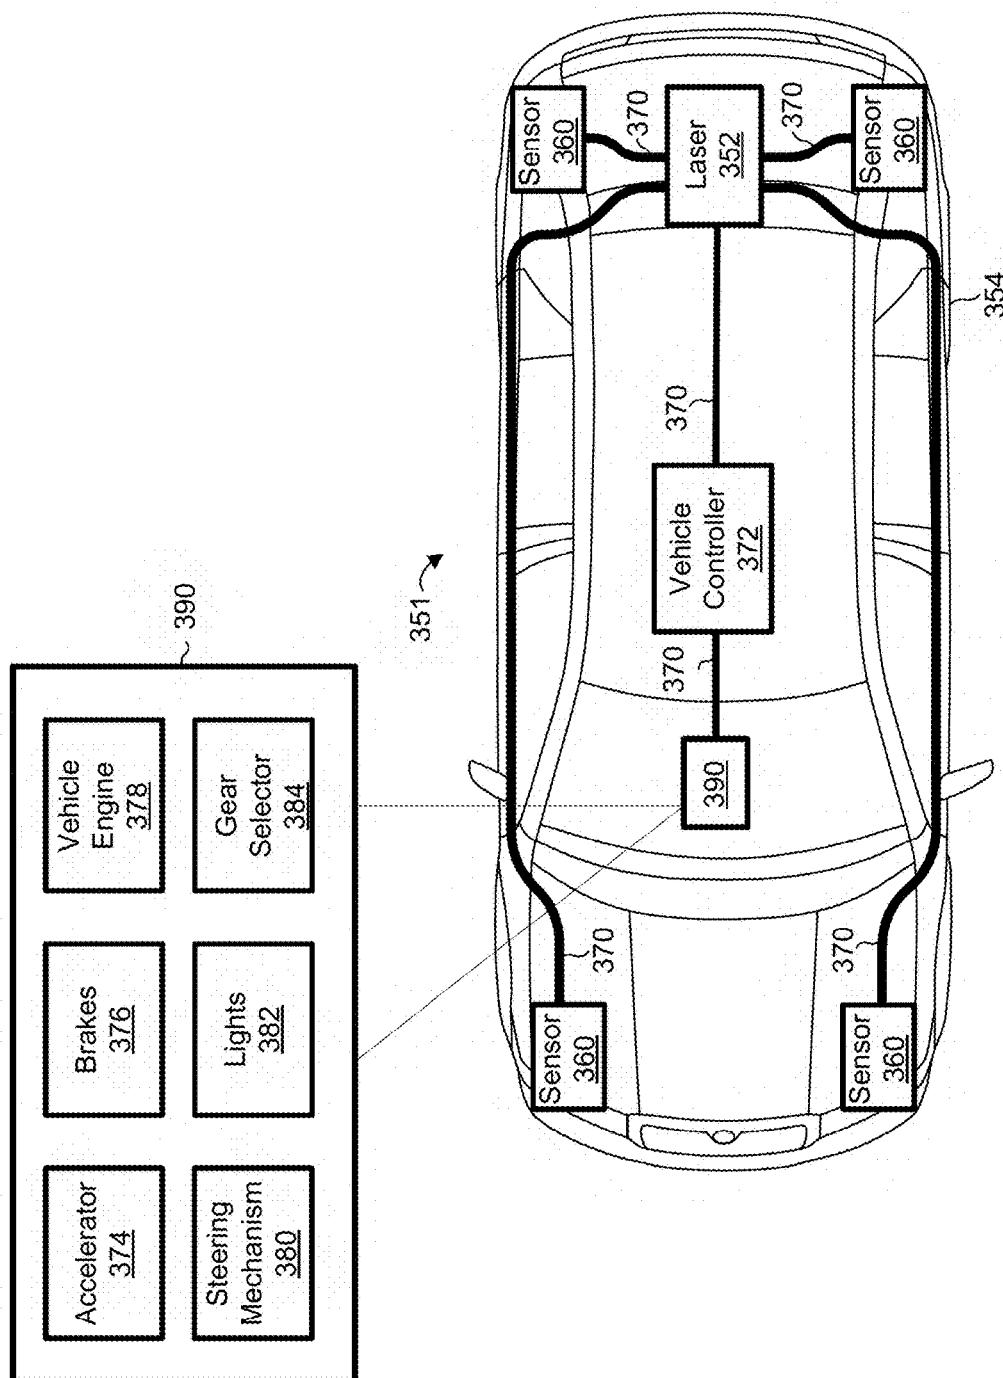 390
Accelerator
374
Brakes
376
Vehicle
Engine
378
Steering
Mechanism
380
Lights
382
Gear
Selector
384
351
Sensor
360
370
390
370
Vehicle
Controller
372
370
Laser
352
370
Sensor
360
370
Sensor
360
370
Sensor
360
354